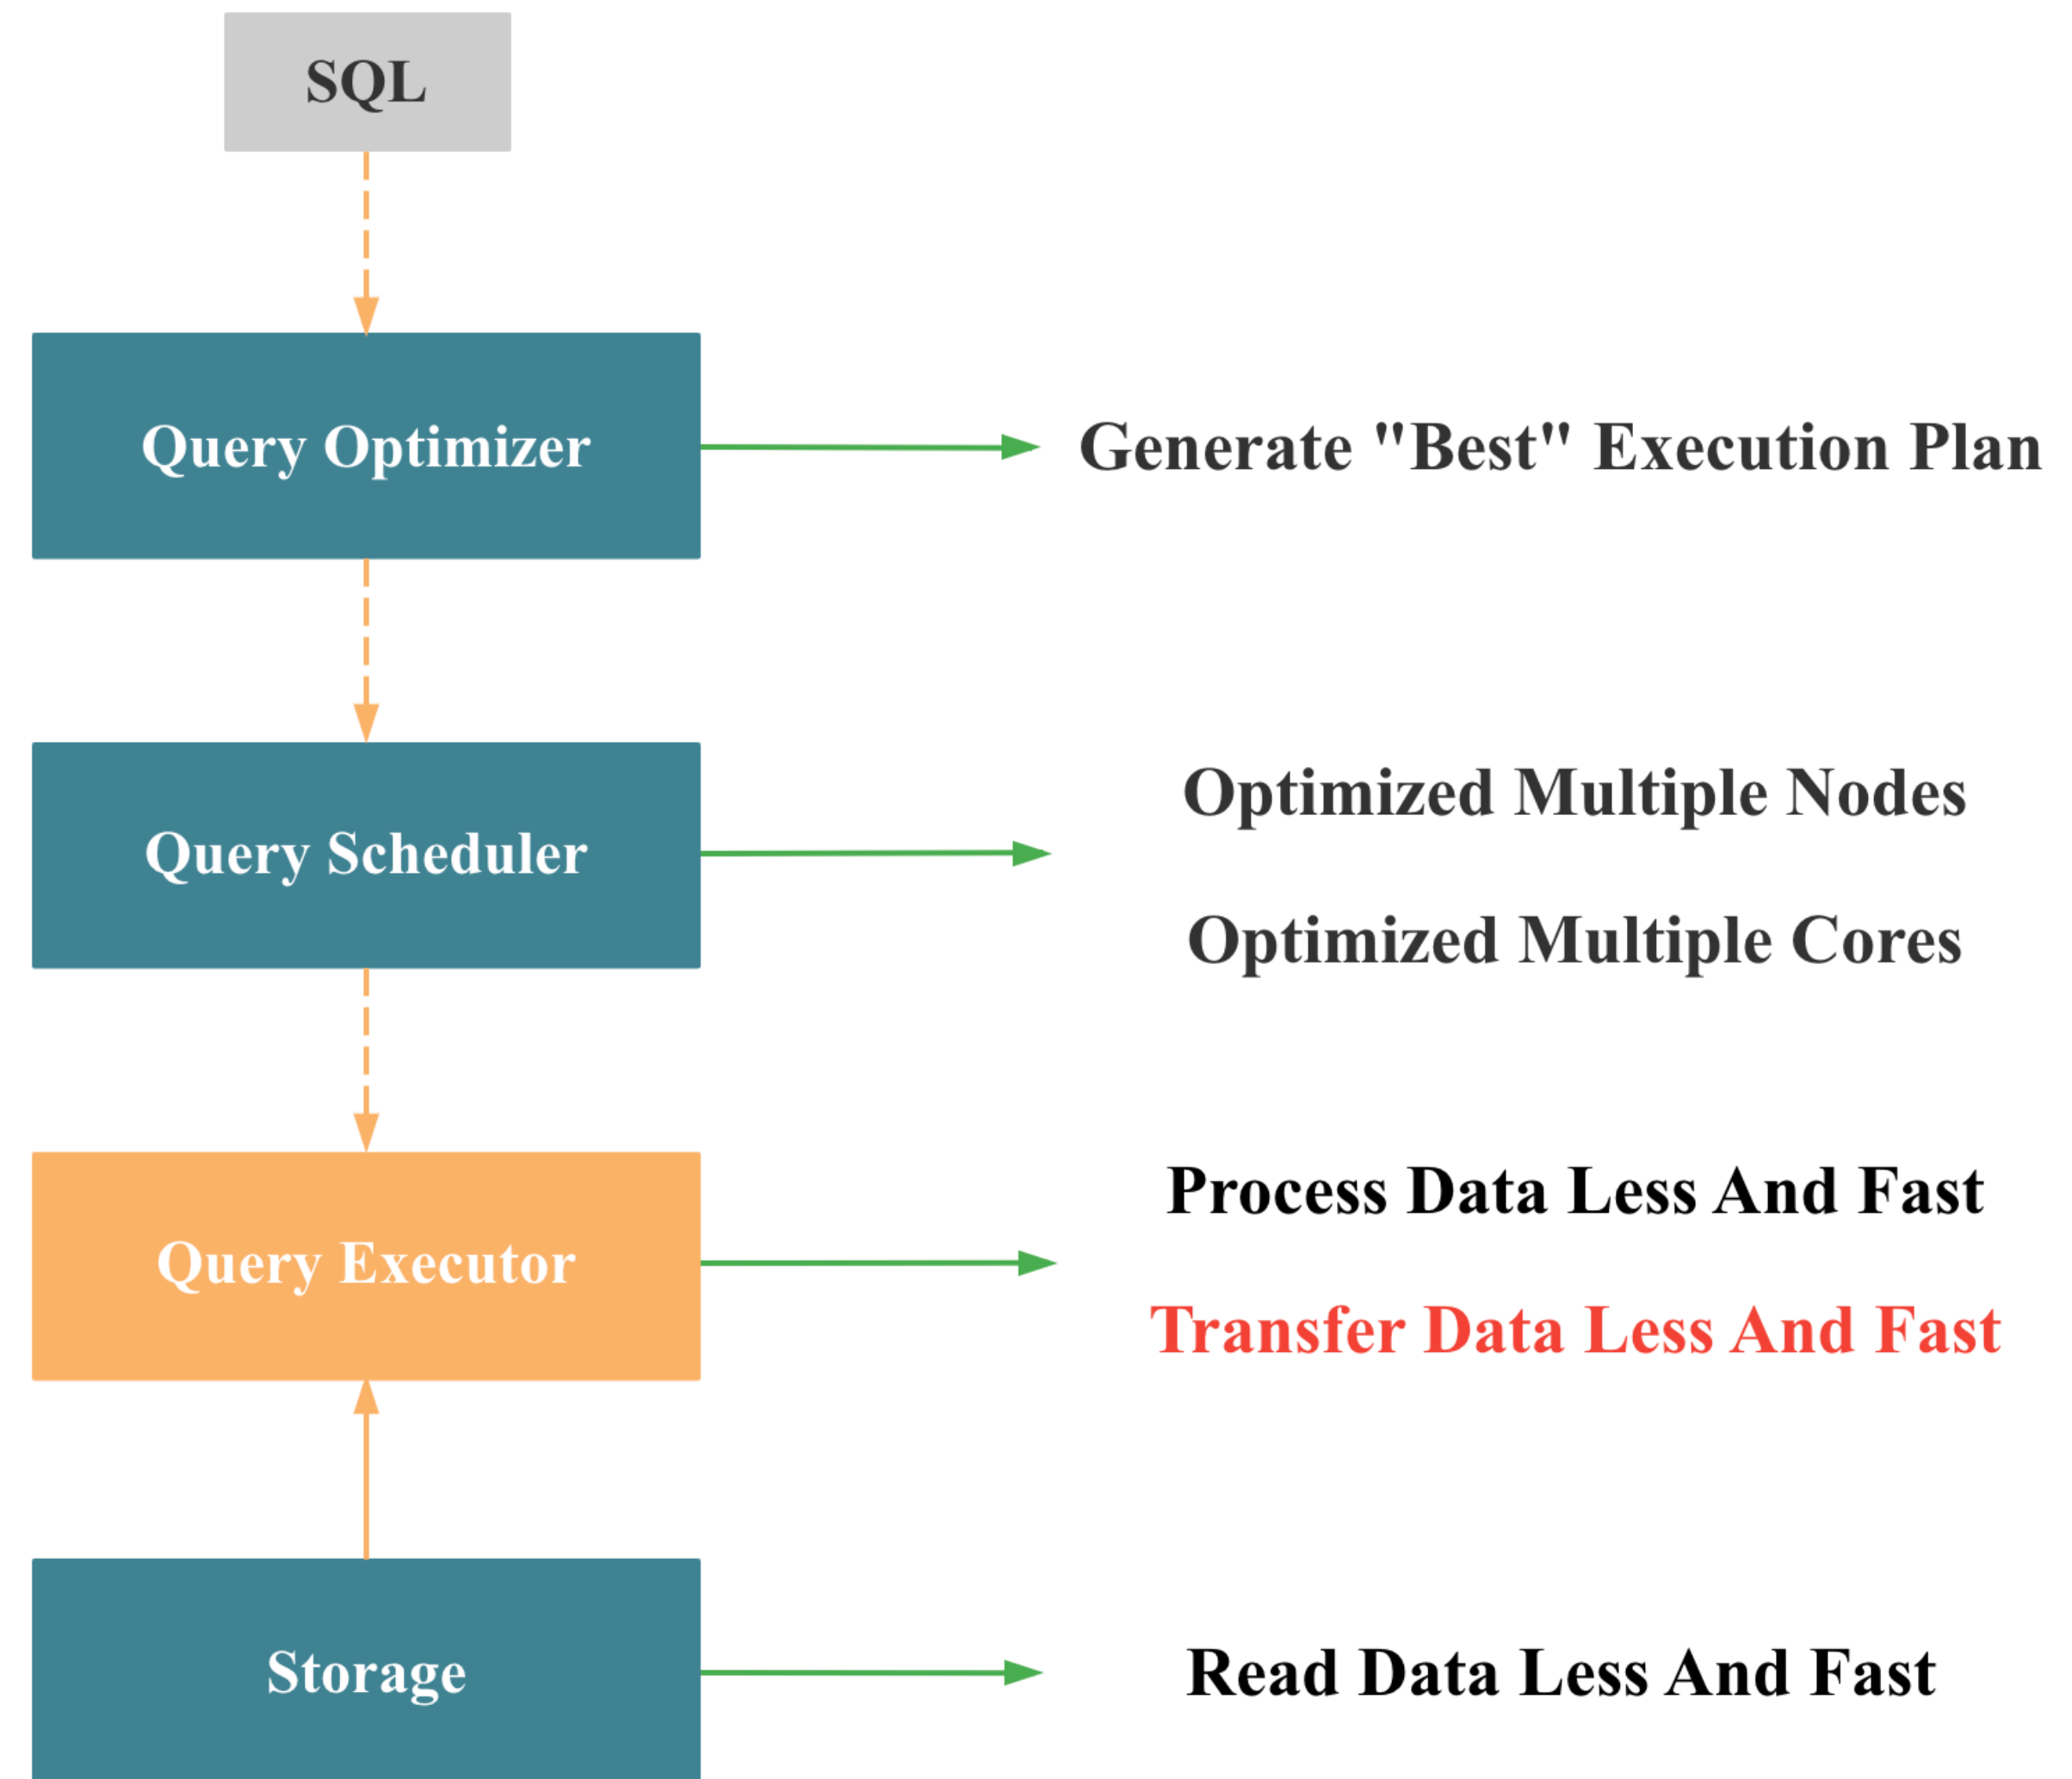 SQL
Query Optimizer
Generate "Best" Execution Plan
Query Scheduler
Optimized Multiple Nodes
Optimized Multiple Cores
Query Executor
Process Data Less And Fast
Transfer Data Less And Fast
Storage
Read Data Less And Fast